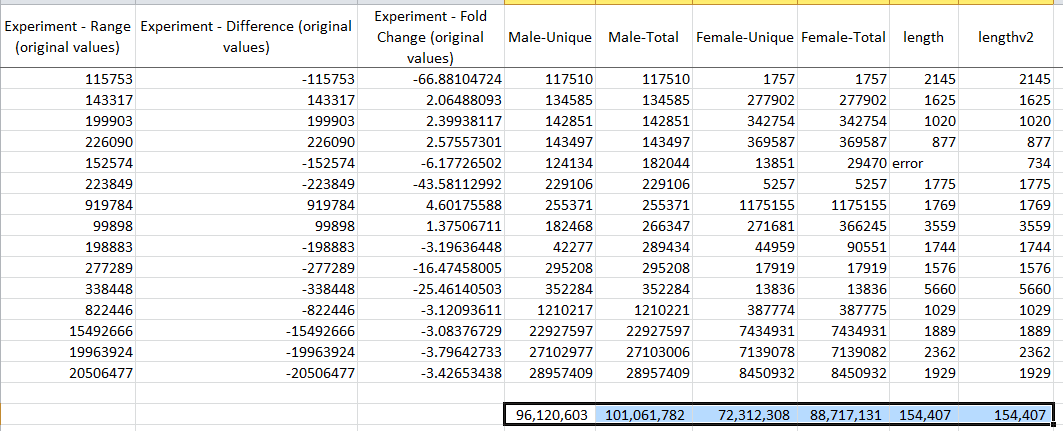 Experiment - Range (original values) Experiment - Difference (original values) Experiment - Fold Change (original values) Male-Unique Male-Total Female-Unique Female-Total length lengthv2
115753 -115753 -66.88104724 117510 117510 1757 1757 2145 2145
143317 143317 2.06488093 134585 134585 277902 277902 1625 1625
199903 199903 2.39938117 142851 142851 342754 342754 1020 1020
226090 226090 2.57557301 143497 143497 369587 369587 877 877
152574 -152574 -6.17726502 124134 182044 13851 29470 error 734
223849 -223849 -43.58112992 229106 229106 5257 5257 1775 1775
919784 919784 4.60175588 255371 255371 1175155 1175155 1769 1769
99898 99898 1.37506711 182468 266347 271681 366245 3559 3559
198883 -198883 -3.19636448 42277 289434 44959 90551 1744 1744
277289 -277289 -16.47458005 295208 295208 17919 17919 1576 1576
338448 -338448 -25.46140503 352284 352284 13836 13836 5660 5660
822446 -822446 -3.12093611 1210217 1210221 387774 387775 1029 1029
15492666 -15492666 -3.08376729 22927597 22927597 7434931 7434931 1889 1889
19963924 -19963924 -3.79642733 27102977 27103006 7139078 7139082 2362 2362
20506477 -20506477 -3.42653438 28957409 28957409 8450932 8450932 1929 1929
96,120,603 101,061,782 72,312,308 88,717,131 154,407 154,407